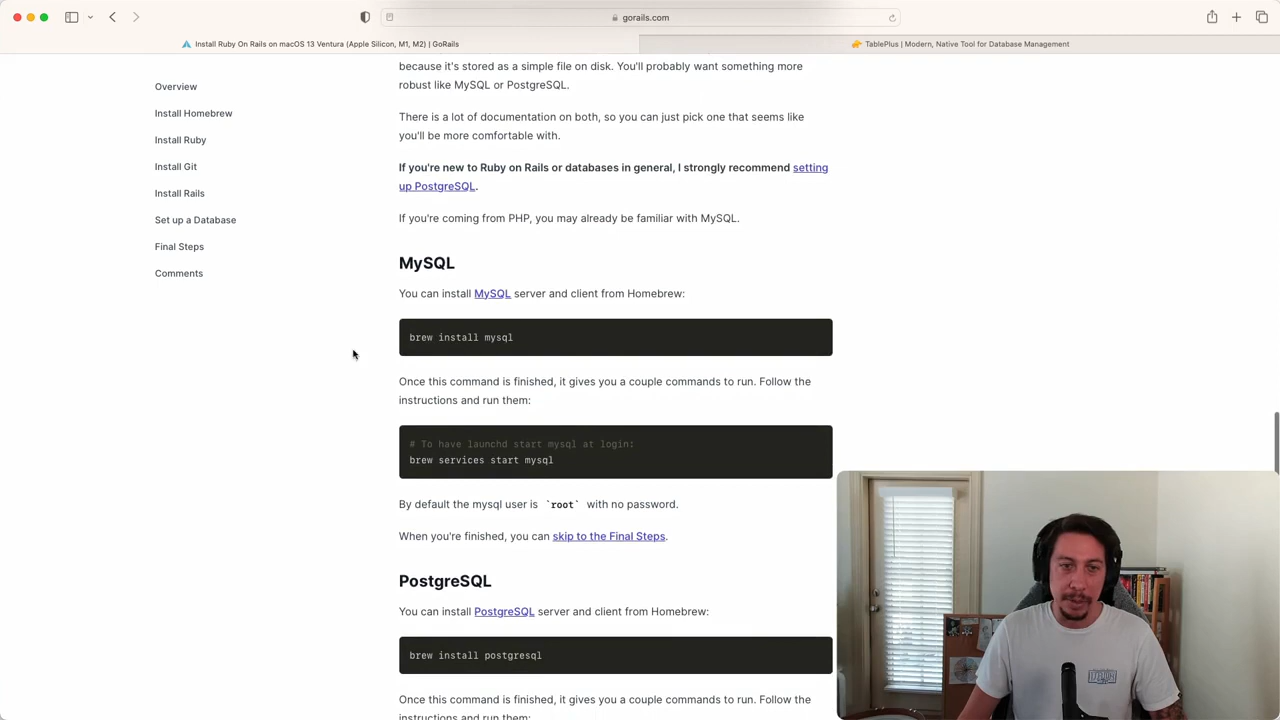 gorails.com
Install Ruby On Rails on macOS 13 Ventura (Apple Silicon, M1, M2) | GoRails
TablePlus | Modern, Native Tool for Database Management
Overview
Install Homebrew
Install Ruby
Install Git
Install Rails
Set up a Database
Final Steps
Comments
because it's stored as a simple file on disk. You'll probably want something more
robust like MySQL or PostgreSQL.
There is a lot of documentation on both, so you can just pick one that seems like
you'll be more comfortable with.
If you're new to Ruby on Rails or databases in general, I strongly recommend setting
up PostgreSQL.
If you're coming from PHP, you may already be familiar with MySQL.
MySQL
You can install MySQL server and client from Homebrew:
brew install mysql
Once this command is finished, it gives you a couple commands to run. Follow the
instructions and run them:
# To have launchd start mysql at login:
brew services start mysql
By default the mysql user is `root` with no password.
When you're finished, you can skip to the Final Steps.
PostgreSQL
You can install PostgreSQL server and client from Homebrew:
brew install postgresql
Once this command is finished, it gives you a couple commands to run. Follow the
instructions and run them: